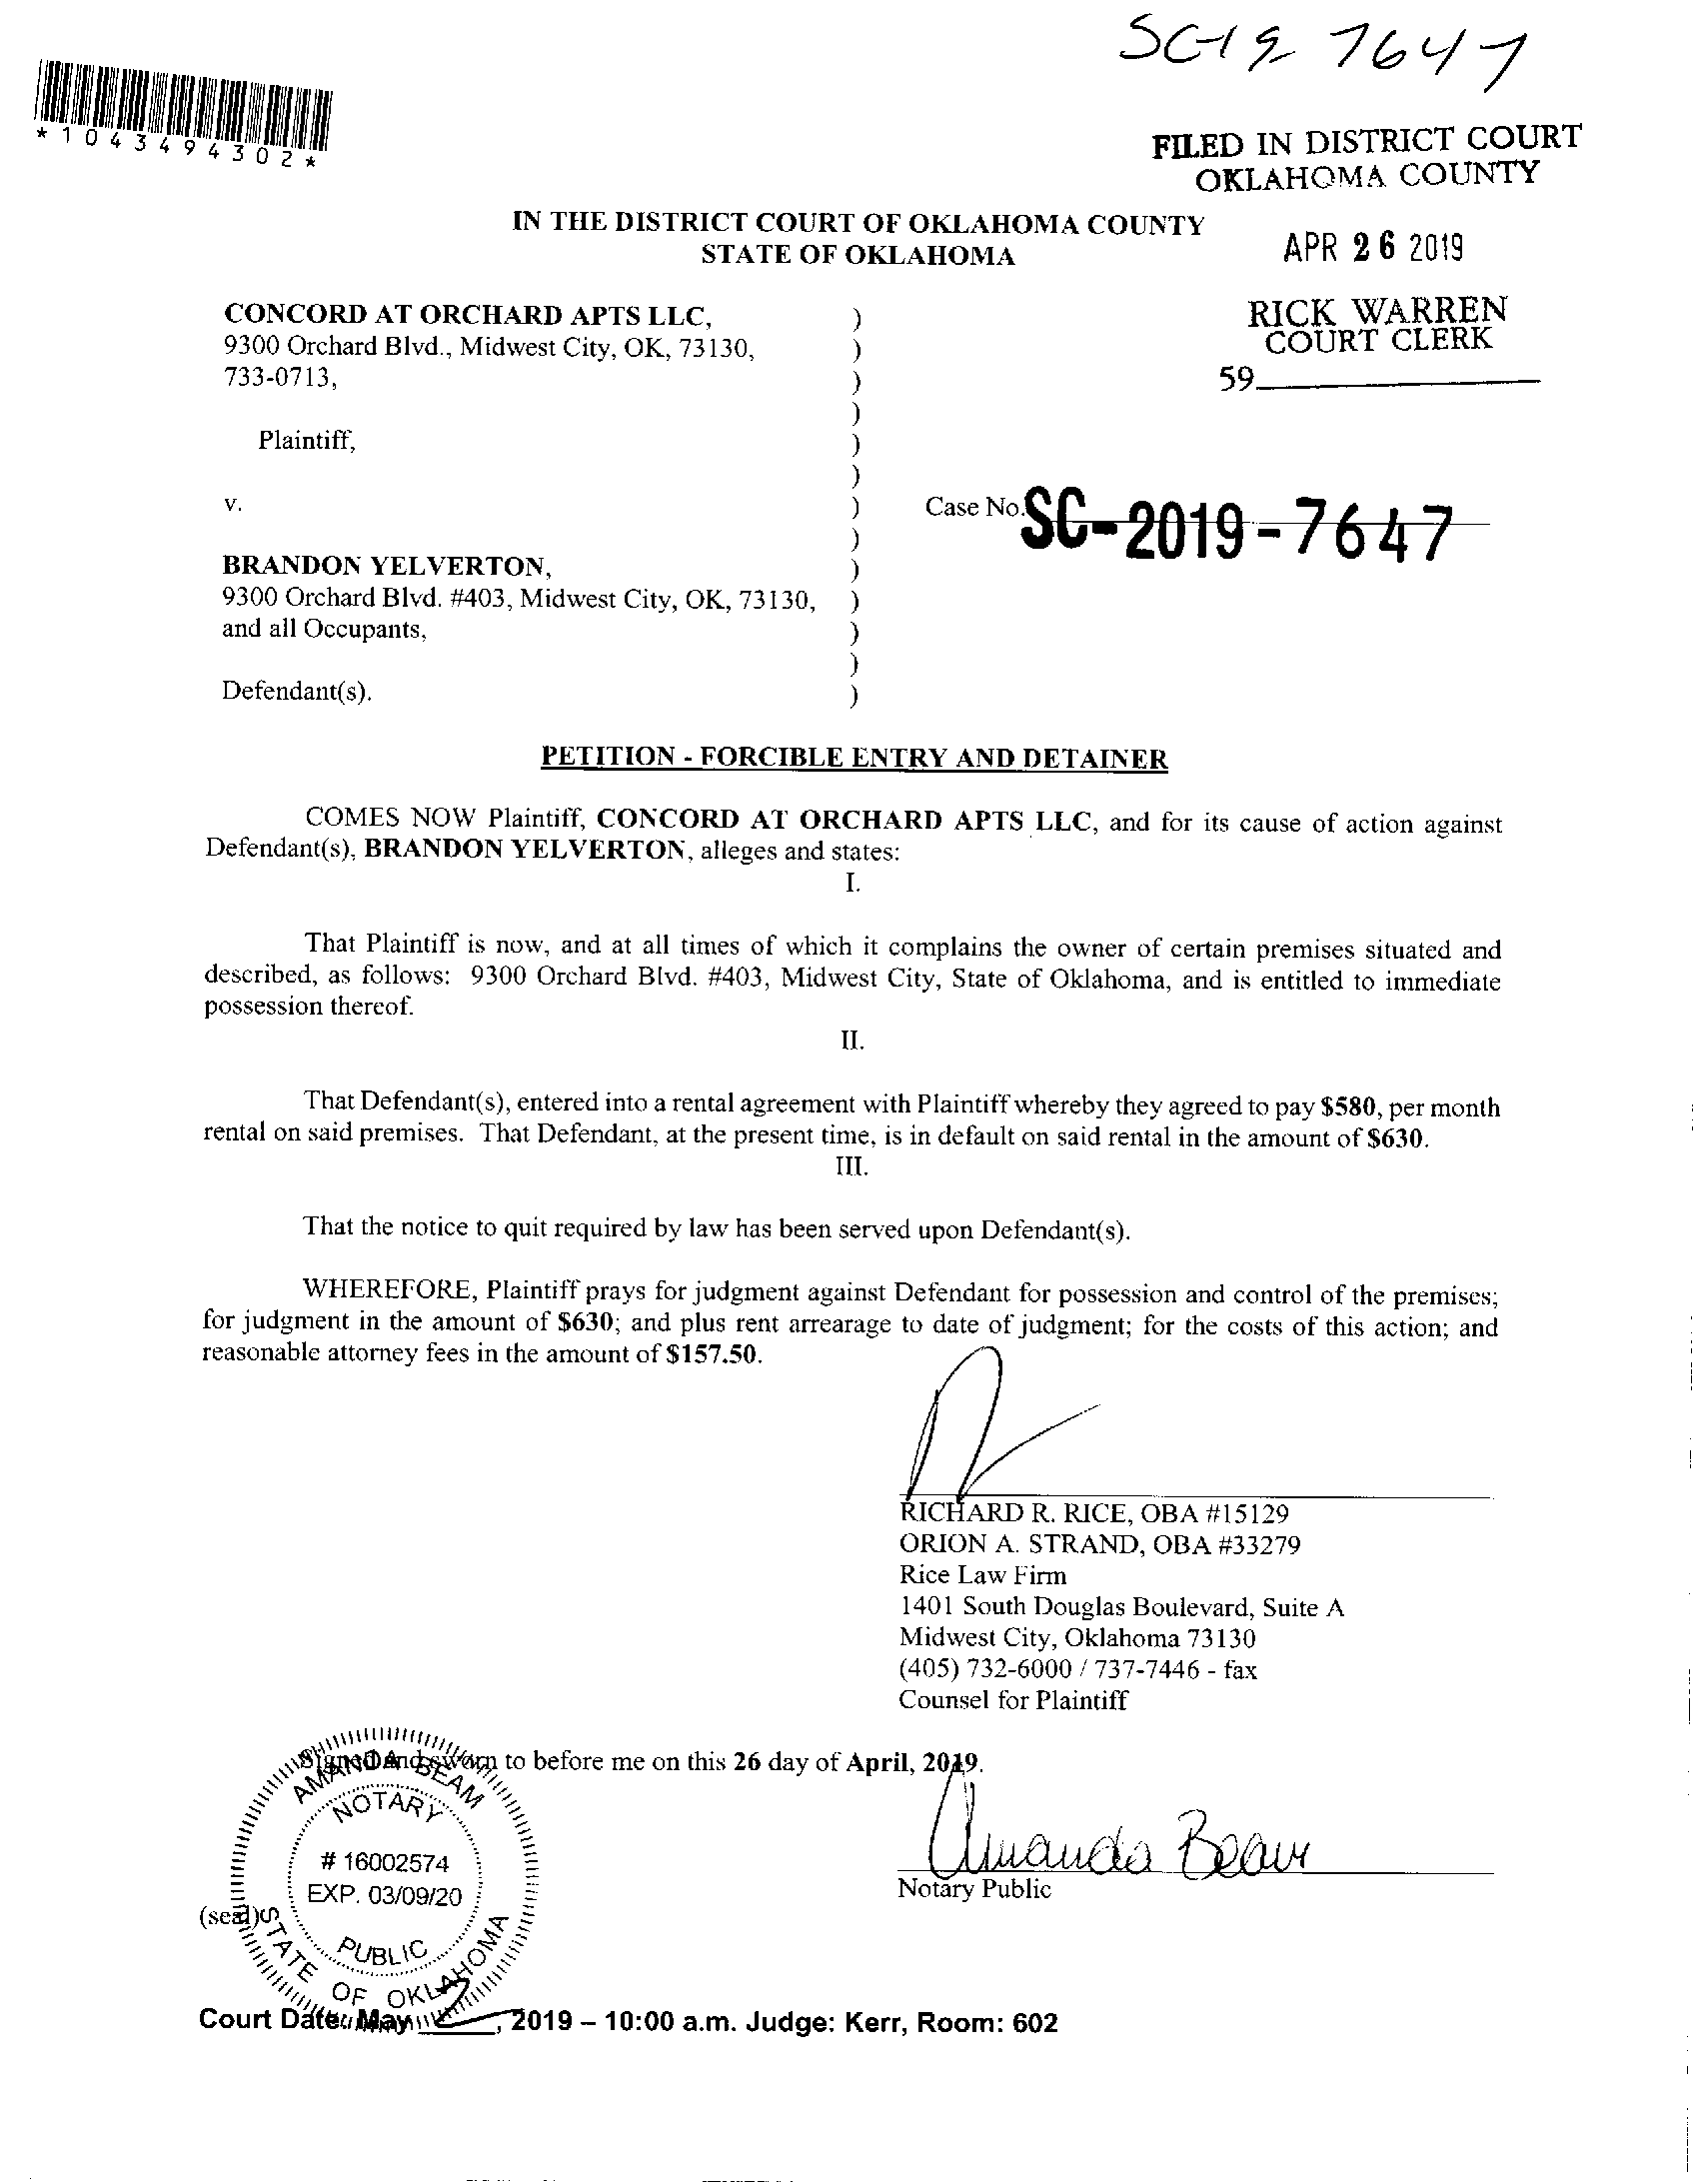 SC-19 7647
*1043494302*
FILED IN DISTRICT COURT
OKLAHOMA COUNTY
IN THE DISTRICT COURT OF OKLAHOMA COUNTY
STATE OF OKLAHOMA
APR 26 2019
RICK WARREN
COURT CLERK
59
CONCORD AT ORCHARD APTS LLC, )
9300 Orchard Blvd., Midwest City, OK, 73130, )
733-0713, )
)
Plaintiff, )
)
v. ) Case No. SC-2019-7647
)
BRANDON YELVERTON, )
9300 Orchard Blvd. #403, Midwest City, OK, 73130, )
and all Occupants, )
)
Defendant(s). )
PETITION - FORCIBLE ENTRY AND DETAINER
COMES NOW Plaintiff, CONCORD AT ORCHARD APTS LLC, and for its cause of action against
Defendant(s), BRANDON YELVERTON, alleges and states:
I.
That Plaintiff is now, and at all times of which it complains the owner of certain premises situated and
described, as follows: 9300 Orchard Blvd. #403, Midwest City, State of Oklahoma, and is entitled to immediate
possession thereof.
II.
That Defendant(s), entered into a rental agreement with Plaintiff whereby they agreed to pay $580, per month
rental on said premises. That Defendant, at the present time, is in default on said rental in the amount of $630.
III.
That the notice to quit required by law has been served upon Defendant(s).
WHEREFORE, Plaintiff prays for judgment against Defendant for possession and control of the premises;
for judgment in the amount of $630; and plus rent arrearage to date of judgment; for the costs of this action; and
reasonable attorney fees in the amount of $157.50.
RICHARD R. RICE, OBA #15129
ORION A. STRAND, OBA #33279
Rice Law Firm
1401 South Douglas Boulevard, Suite A
Midwest City, Oklahoma 73130
(405) 732-6000 / 737-7446 - fax
Counsel for Plaintiff
Signed and sworn to before me on this 26 day of April, 2019.
AMANDA BEAM
NOTARY
# 16002574
EXP. 03/09/20
PUBLIC
STATE OF OKLAHOMA
Amanda Beam
Notary Public
(seal)
Court Date: May 2, 2019 – 10:00 a.m. Judge: Kerr, Room: 602